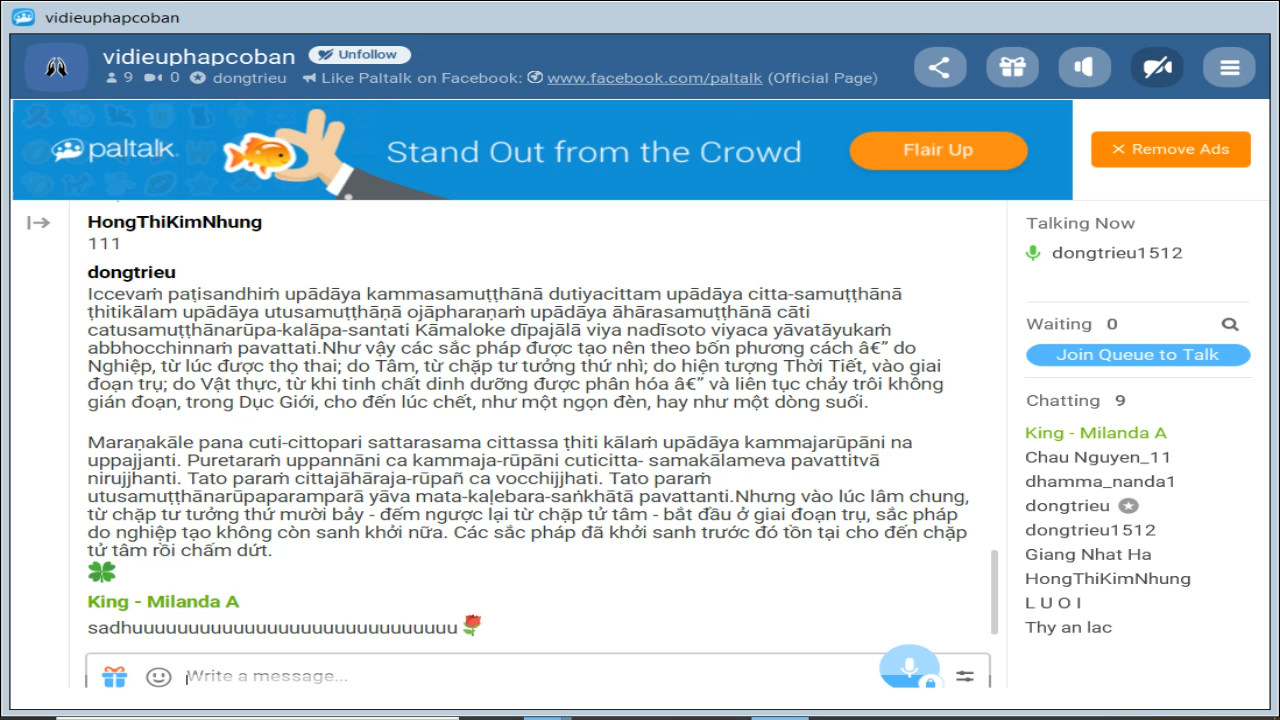 vidieuphapcoban
vidieuphapcoban Unfollow
9 0 dongtrieu Like Paltalk on Facebook: www.facebook.com/paltalk (Official Page)
paltalk Stand Out from the Crowd Flair Up
× Remove Ads
HongThiKimNhung
111
dongtrieu
Iccevaṁ paṭisandhiṁ upādāya kammasamuṭṭhānā dutiyacittam upādāya citta-samuṭṭhānā
ṭhitikālam upādāya utusamuṭṭhāṇā ojāpharaṇaṁ upādāya āhārasamuṭṭhānā cāti
catusamuṭṭhānarūpa-kalāpa-santati Kāmaloke dīpajālā viya nadīsoto viyaca yāvatāyukaṁ
abbhocchinnaṁ pavattati.Như vậy các sắc pháp được tạo nên theo bốn phương cách â€” do
Nghiệp, từ lúc được thọ thai; do Tâm, từ chặp tư tưởng thứ nhì; do hiện tượng Thời Tiết, vào giai
đoạn trụ; do Vật thực, từ khi tinh chất dinh dưỡng được phân hóa â€” và liên tục chảy trôi không
gián đoạn, trong Dục Giới, cho đến lúc chết, như một ngọn đèn, hay như một dòng suối.
Maraṇakāle pana cuti-cittopari sattarasama cittassa ṭhiti kālaṁ upādāya kammajarūpāni na
uppajjanti. Puretaraṁ uppannāni ca kammaja-rūpāni cuticitta- samakālameva pavattitvā
nirujjhanti. Tato paraṁ cittajāhāraja-rūpañ ca vocchijjhati. Tato paraṁ
utusamuṭṭhānarūpaparamparā yāva mata-kaḷebara-saṅkhātā pavattanti.Nhưng vào lúc lâm chung,
từ chặp tư tưởng thứ mười bảy - đếm ngược lại từ chặp tử tâm - bắt đầu ở giai đoạn trụ, sắc pháp
do nghiệp tạo không còn sanh khởi nữa. Các sắc pháp đã khởi sanh trước đó tồn tại cho đến chặp
tử tâm rồi chấm dứt.
King - Milanda A
sadhuuuuuuuuuuuuuuuuuuuuuuuuuuuuu
Write a message...
Talking Now
dongtrieu1512
Waiting 0
Join Queue to Talk
Chatting 9
King - Milanda A
Chau Nguyen_11
dhamma_nanda1
dongtrieu
dongtrieu1512
Giang Nhat Ha
HongThiKimNhung
L U O I
Thy an lac